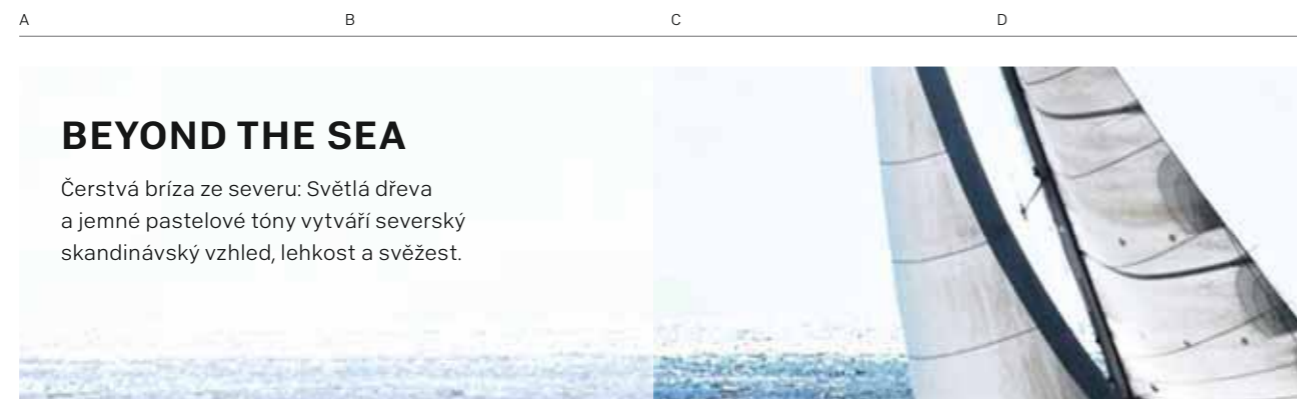 A B C D
BEYOND THE SEA
Čerstvá bríza ze severu: Světlá dřeva
a jemné pastelové tóny vytváří severský
skandinávský vzhled, lehkost a svěžest.